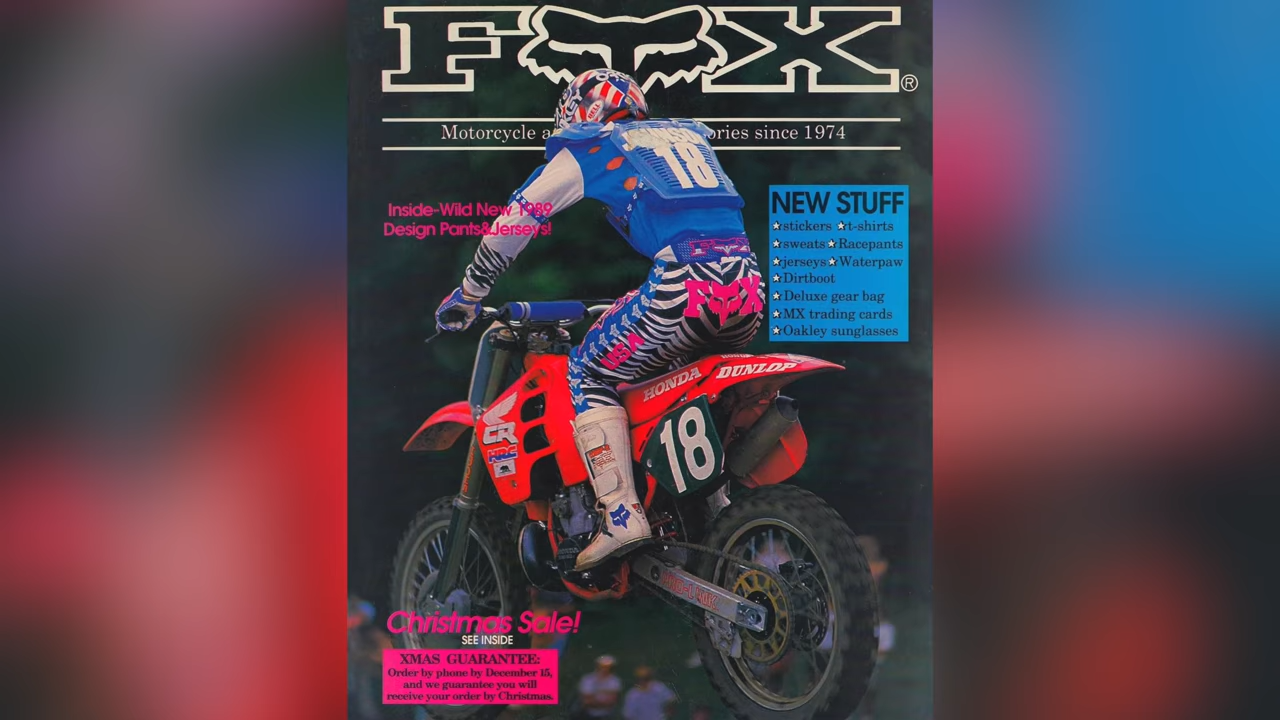 FOX®
Motorcycle a ories since 1974
JOHNSON
18
BELL
Inside-Wild New 1989
Design Pants&Jerseys!
NEW STUFF
☆stickers ☆t-shirts
☆sweats☆Racepants
☆jerseys☆Waterpaw
☆Dirtboot
☆Deluxe gear bag
☆MX trading cards
☆Oakley sunglasses
FOX
FOX
USA
HONDA
DUNLOP
CR
HRC
18
Christmas Sale!
SEE INSIDE
XMAS GUARANTEE:
Order by phone by December 15,
and we guarantee you will
receive your order by Christmas.